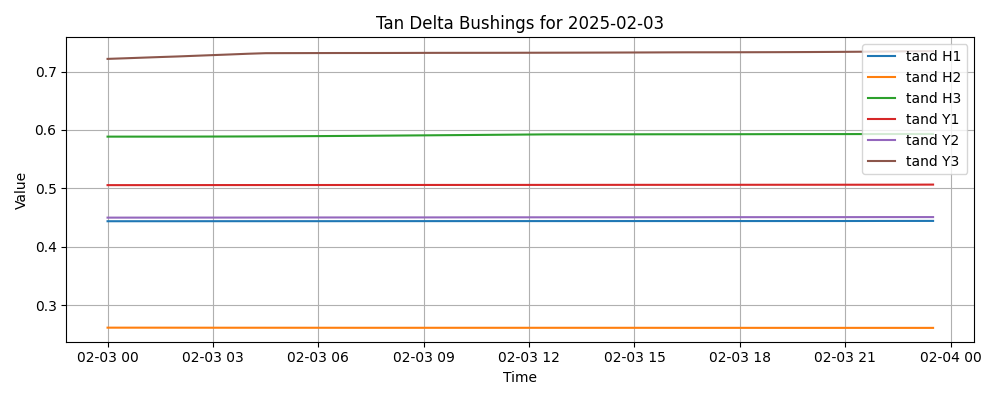 Tan Delta Bushings for 2025-02-03
Value
0.7
0.6
0.5
0.4
0.3
tand H1
tand H2
tand H3
tand Y1
tand Y2
tand Y3
02-03 00
02-03 03
02-03 06
02-03 09
02-03 12
02-03 15
02-03 18
02-03 21
02-04 00
Time